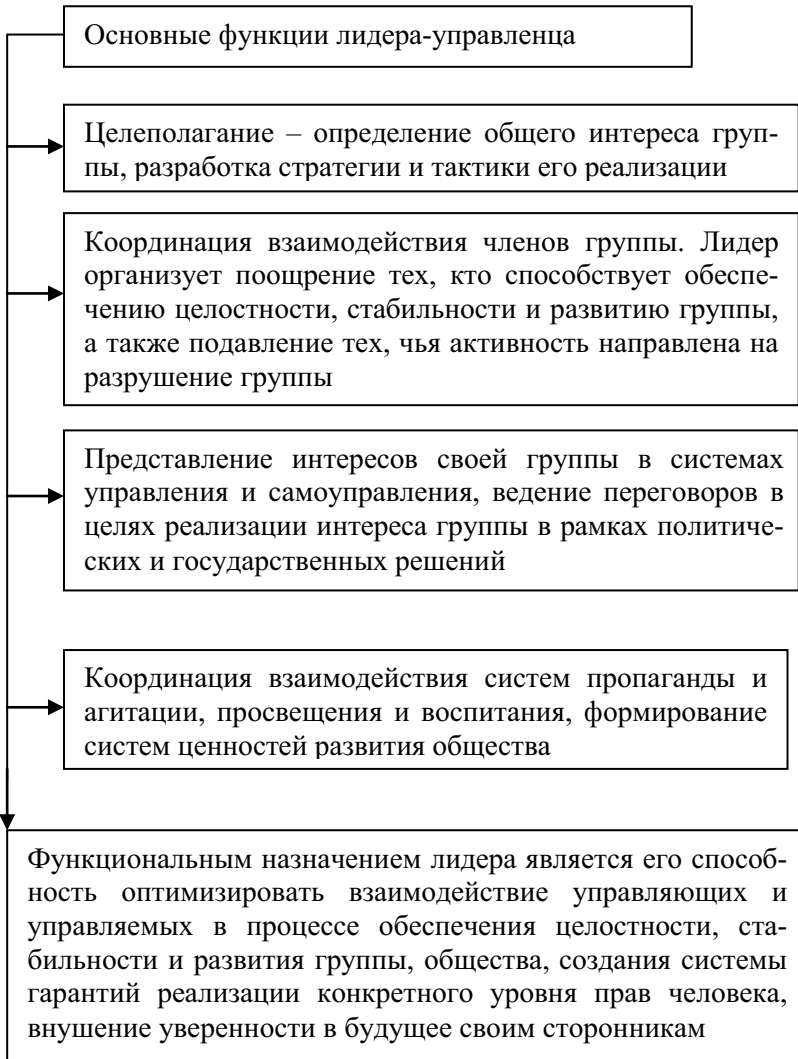 Основные функции лидера-управленца
Целеполагание – определение общего интереса груп-
пы, разработка стратегии и тактики его реализации
Координация взаимодействия членов группы. Лидер
организует поощрение тех, кто способствует обеспе-
чению целостности, стабильности и развитию группы,
а также подавление тех, чья активность направлена на
разрушение группы
Представление интересов своей группы в системах
управления и самоуправления, ведение переговоров в
целях реализации интереса группы в рамках политиче-
ских и государственных решений
Координация взаимодействия систем пропаганды и
агитации, просвещения и воспитания, формирование
систем ценностей развития общества
Функциональным назначением лидера является его способ-
ность оптимизировать взаимодействие управляющих и
управляемых в процессе обеспечения целостности, ста-
бильности и развития группы, общества, создания системы
гарантий реализации конкретного уровня прав человека,
внушение уверенности в будущее своим сторонникам